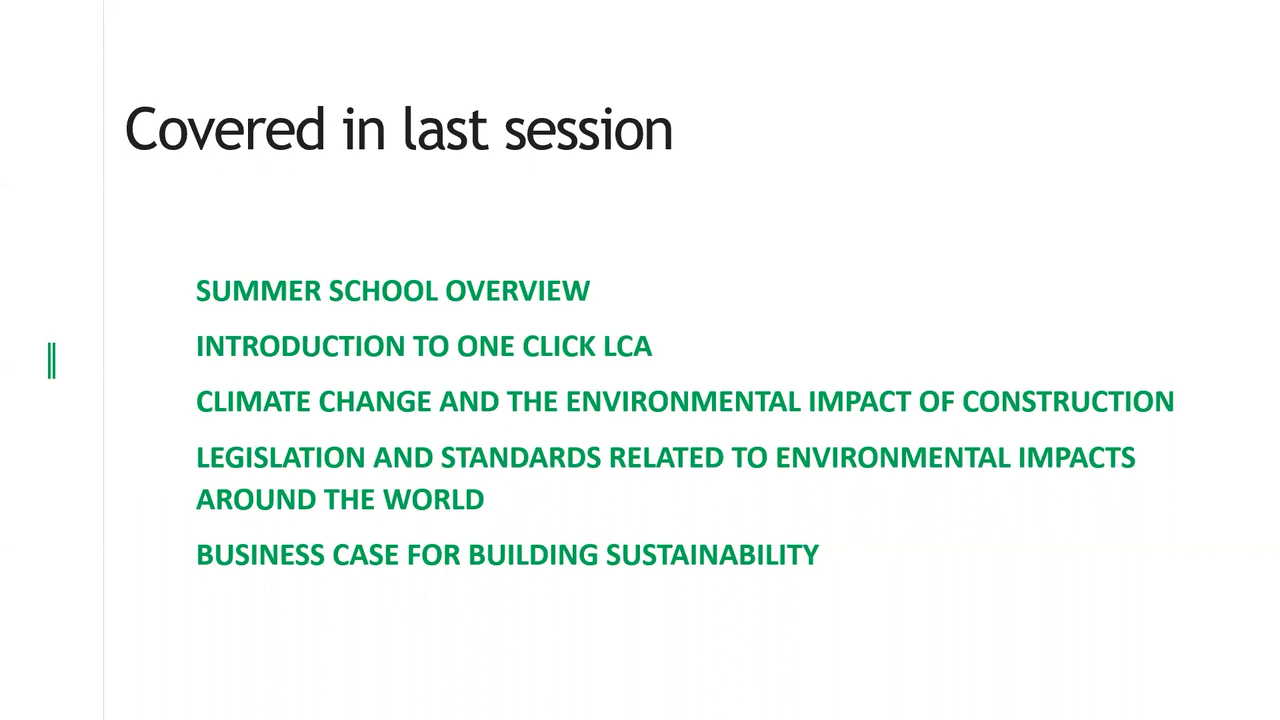 Covered in last session
SUMMER SCHOOL OVERVIEW
INTRODUCTION TO ONE CLICK LCA
CLIMATE CHANGE AND THE ENVIRONMENTAL IMPACT OF CONSTRUCTION
LEGISLATION AND STANDARDS RELATED TO ENVIRONMENTAL IMPACTS
AROUND THE WORLD
BUSINESS CASE FOR BUILDING SUSTAINABILITY